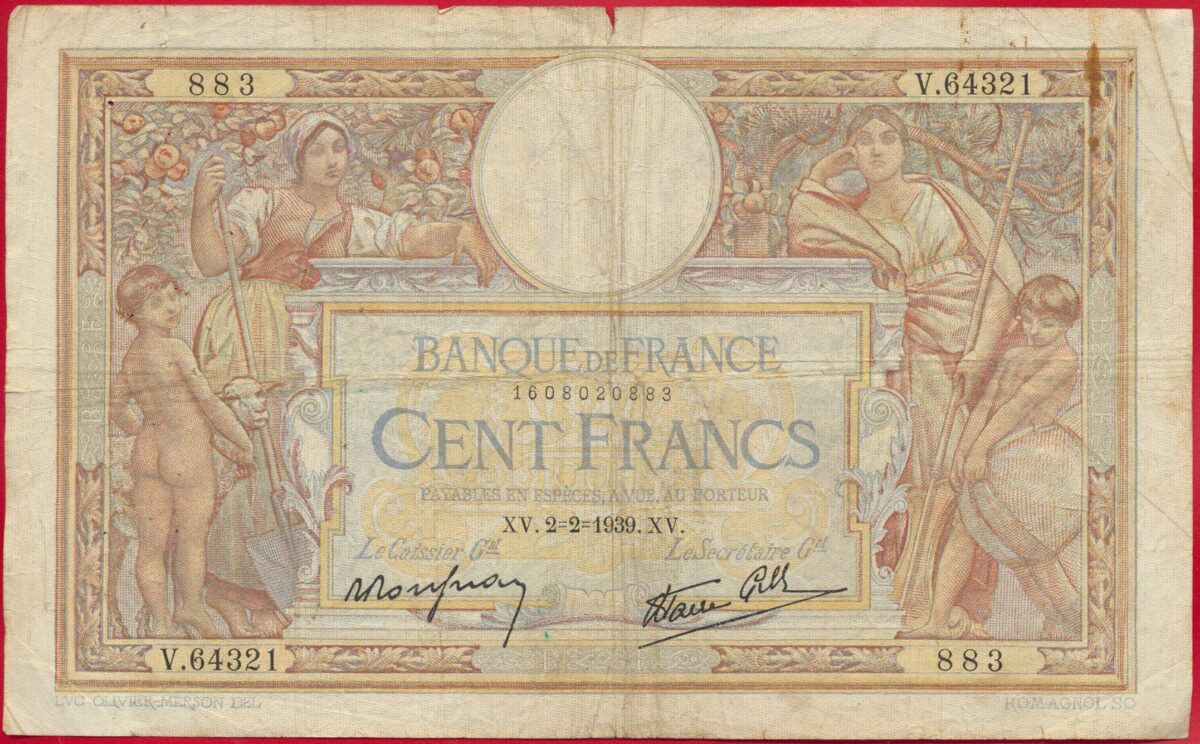 883 V.64321
BANQUE DE FRANCE
1608020883
CENT FRANCS
PAYABLES EN ESPÈCES, A VUE, AU PORTEUR
XV. 2=2=1939. XV.
Le Caissier Gal Le Secrétaire Gal
V.64321 883
LVC OLIVIER-MERSON DEL ROMAGNOL SC